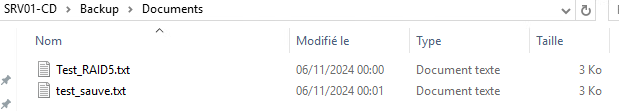 SRV01-CD > Backup > Documents
Nom Modifié le Type Taille
Test_RAID5.txt 06/11/2024 00:00 Document texte 3 Ko
test_sauve.txt 06/11/2024 00:01 Document texte 3 Ko